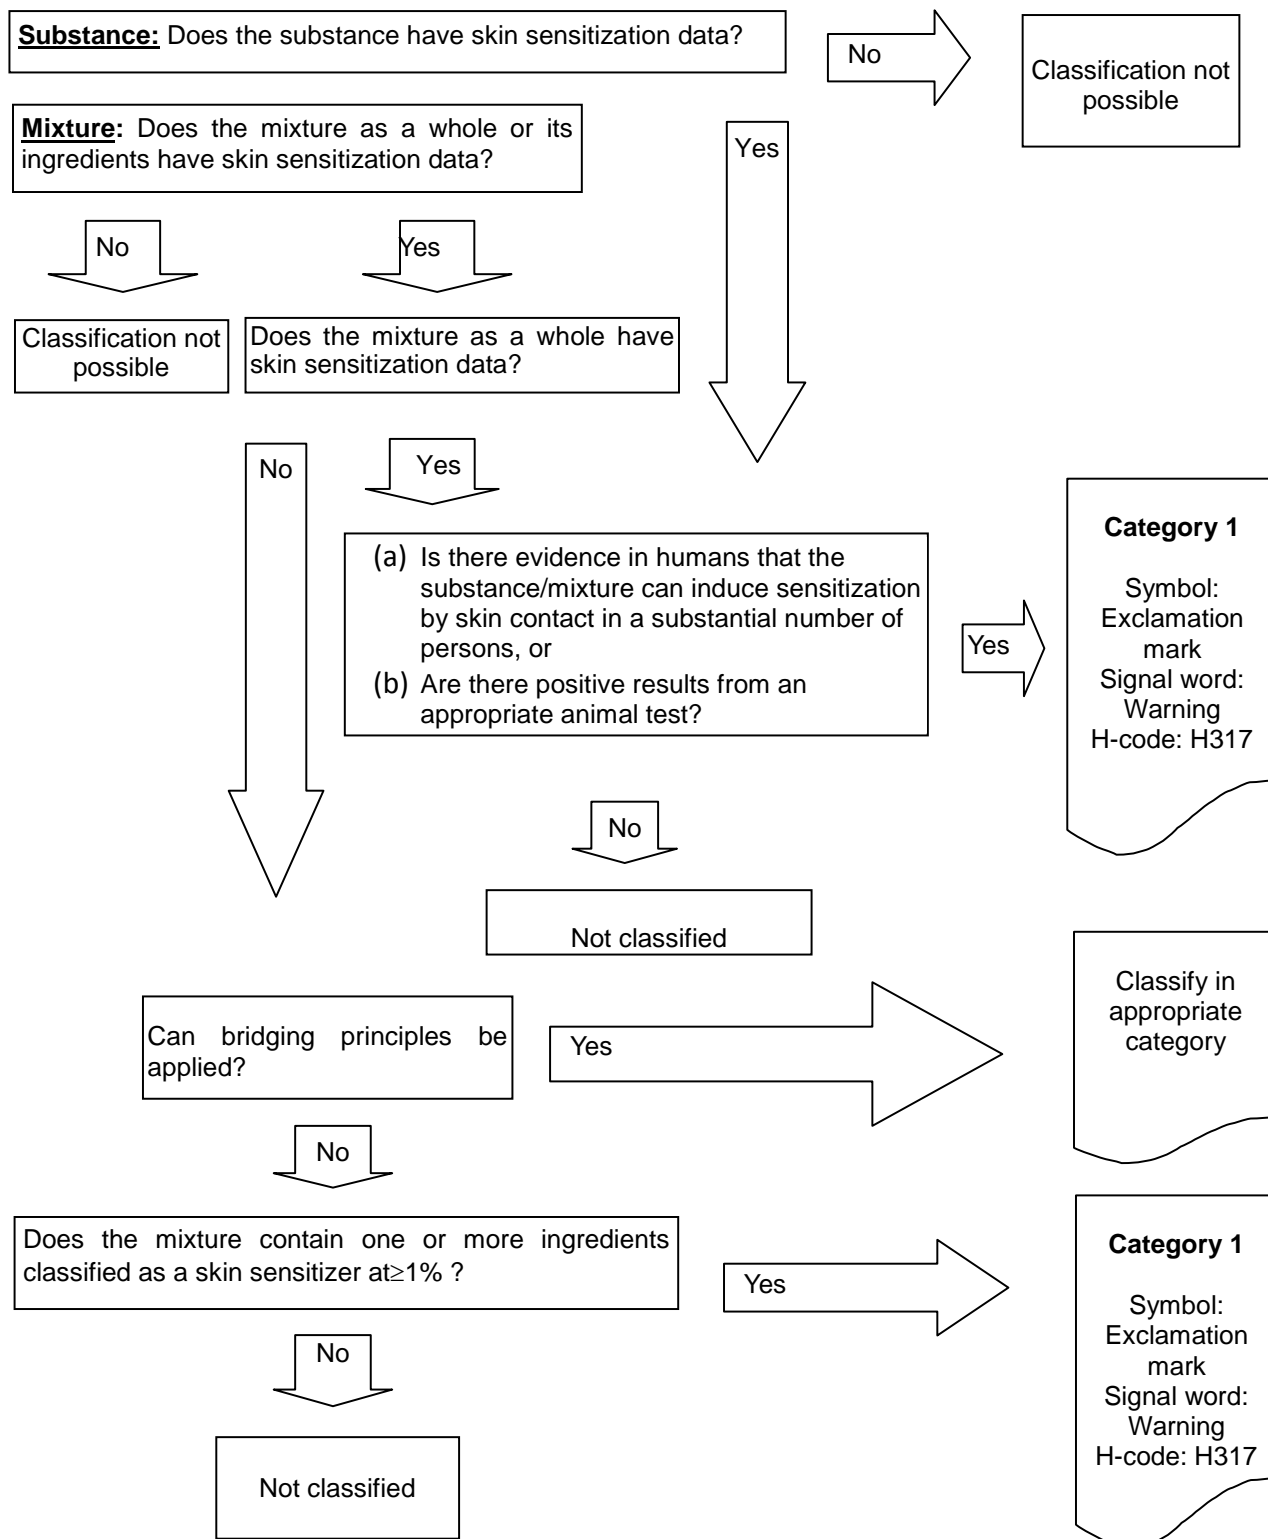 Substance: Does the substance have skin sensitization data?
No
Classification not
possible
Mixture: Does the mixture as a whole or its
ingredients have skin sensitization data?
Yes
No
Yes
Classification not
possible
Does the mixture as a whole have
skin sensitization data?
No
Yes
(a) Is there evidence in humans that the
substance/mixture can induce sensitization
by skin contact in a substantial number of
persons, or
(b) Are there positive results from an
appropriate animal test?
Yes
Category 1
Symbol:
Exclamation
mark
Signal word:
Warning
H-code: H317
No
Not classified
Can bridging principles be
applied?
Yes
Classify in
appropriate
category
No
Does the mixture contain one or more ingredients
classified as a skin sensitizer at≥1% ?
Yes
Category 1
Symbol:
Exclamation
mark
Signal word:
Warning
H-code: H317
No
Not classified